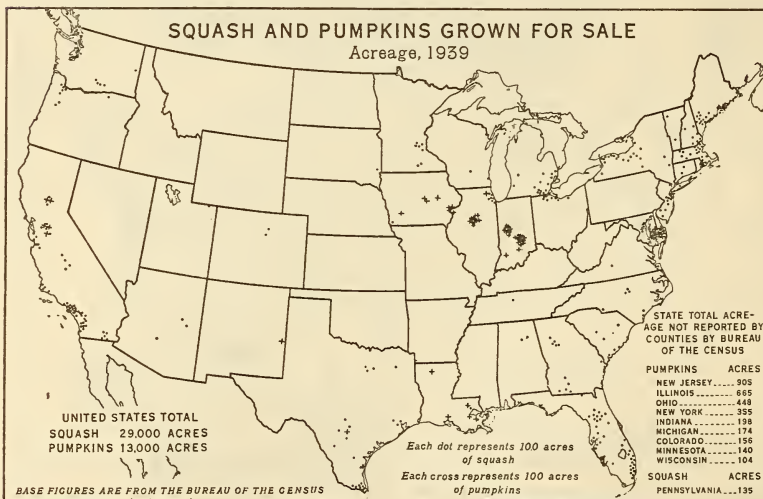 SQUASH AND PUMPKINS GROWN FOR SALE
Acreage, 1939
UNITED STATES TOTAL
SQUASH 29,000 ACRES
PUMPKINS 13,000 ACRES
BASE FIGURES ARE FROM THE BUREAU OF THE CENSUS
Each dot represents 100 acres
of squash
Each cross represents 100 acres
of pumpkins
STATE TOTAL ACRE-
AGE NOT REPORTED BY
COUNTIES BY BUREAU
OF THE CENSUS
PUMPKINS ACRES
NEW JERSEY 905
ILLINOIS 665
OHIO 448
NEW YORK 355
INDIANA 198
MICHIGAN 174
COLORADO 156
MINNESOTA 140
WISCONSIN 104
SQUASH ACRES
PENNSYLVANIA 135